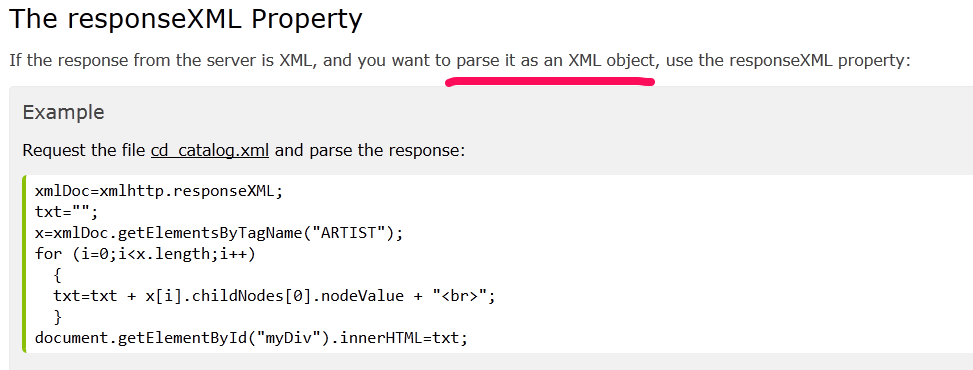 The responseXML Property
If the response from the server is XML, and you want to parse it as an XML object, use the responseXML property:
Example
Request the file cd_catalog.xml and parse the response:
xmlDoc=xmlhttp.responseXML;
txt="";
x=xmlDoc.getElementsByTagName("ARTIST");
for (i=0;i<x.length;i++)
  {
  txt=txt + x[i].childNodes[0].nodeValue + "<br>";
  }
document.getElementById("myDiv").innerHTML=txt;